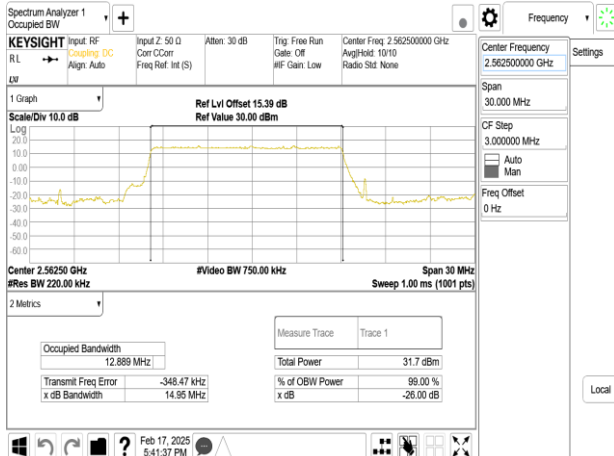 Spectrum Analyzer 1
Occupied BW
Frequency
KEYSIGHT
RL
LXI
Input: RF
Coupling: DC
Align: Auto
Input Z: 50 Ω
Corr CCorr
Freq Ref: Int (S)
Atten: 30 dB
Trig: Free Run
Gate: Off
#IF Gain: Low
Center Freq: 2.562500000 GHz
Avg|Hold: 10/10
Radio Std: None
Center Frequency
2.562500000 GHz
Settings
Span
30.000 MHz
CF Step
3.000000 MHz
Auto
Man
Freq Offset
0 Hz
1 Graph
Scale/Div 10.0 dB
Ref Lvl Offset 15.39 dB
Ref Value 30.00 dBm
Log
20.0
10.0
0.00
-10.0
-20.0
-30.0
-40.0
-50.0
-60.0
Center 2.56250 GHz
#Video BW 750.00 kHz
Span 30 MHz
#Res BW 220.00 kHz
Sweep 1.00 ms (1001 pts)
2 Metrics
Measure Trace Trace 1
Occupied Bandwidth
12.889 MHz
Total Power 31.7 dBm
Transmit Freq Error -348.47 kHz
% of OBW Power 99.00 %
x dB Bandwidth 14.95 MHz
x dB -26.00 dB
Local
?
Feb 17, 2025
5:41:37 PM